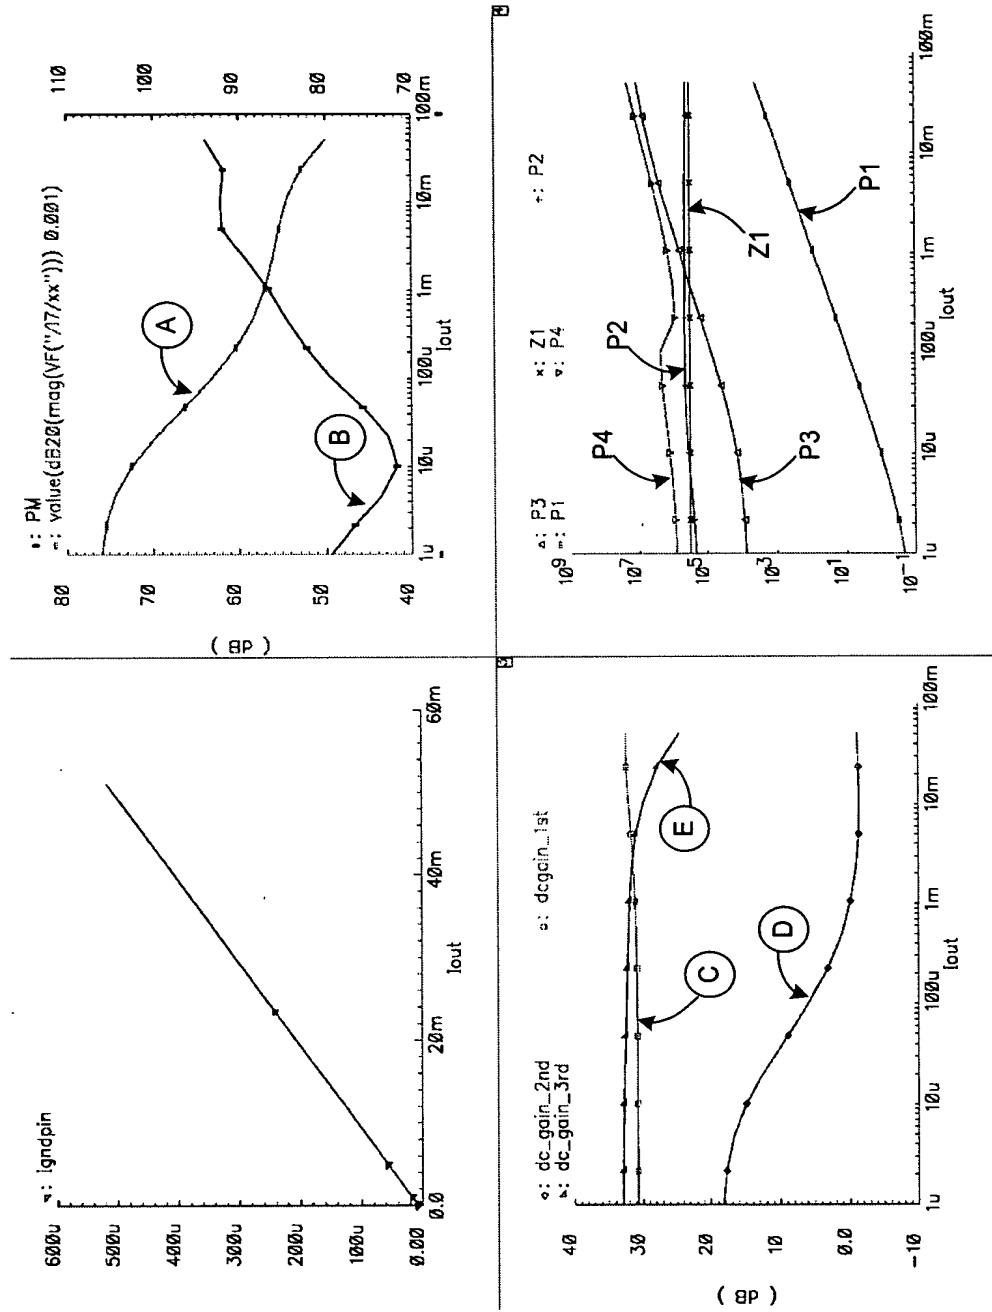 ▿: Igndpin
600u
500u
400u
300u
200u
100u
0.00
0.0
20m
40m
60m
Iout
▪: PM
⁃: value(dB20(mag(VF("/I7/xx"))) 0.001)
80
70
60
50
40
( dB )
110
100
90
80
70
1u
10u
100u
1m
10m
100m
Iout
A
B
◇: dc_gain_2nd
▵: dc_gain_3rd
▫: dcgain_1st
40
30
20
10
0.0
-10
( dB )
1u
10u
100u
1m
10m
100m
Iout
C
D
E
4
▵: P3
⁃: P1
×: Z1
▿: P4
+: P2
10^9
10^7
10^5
10^3
10^1
10^-1
1u
10u
100u
1m
10m
100m
Iout
P4
P2
Z1
P3
P1